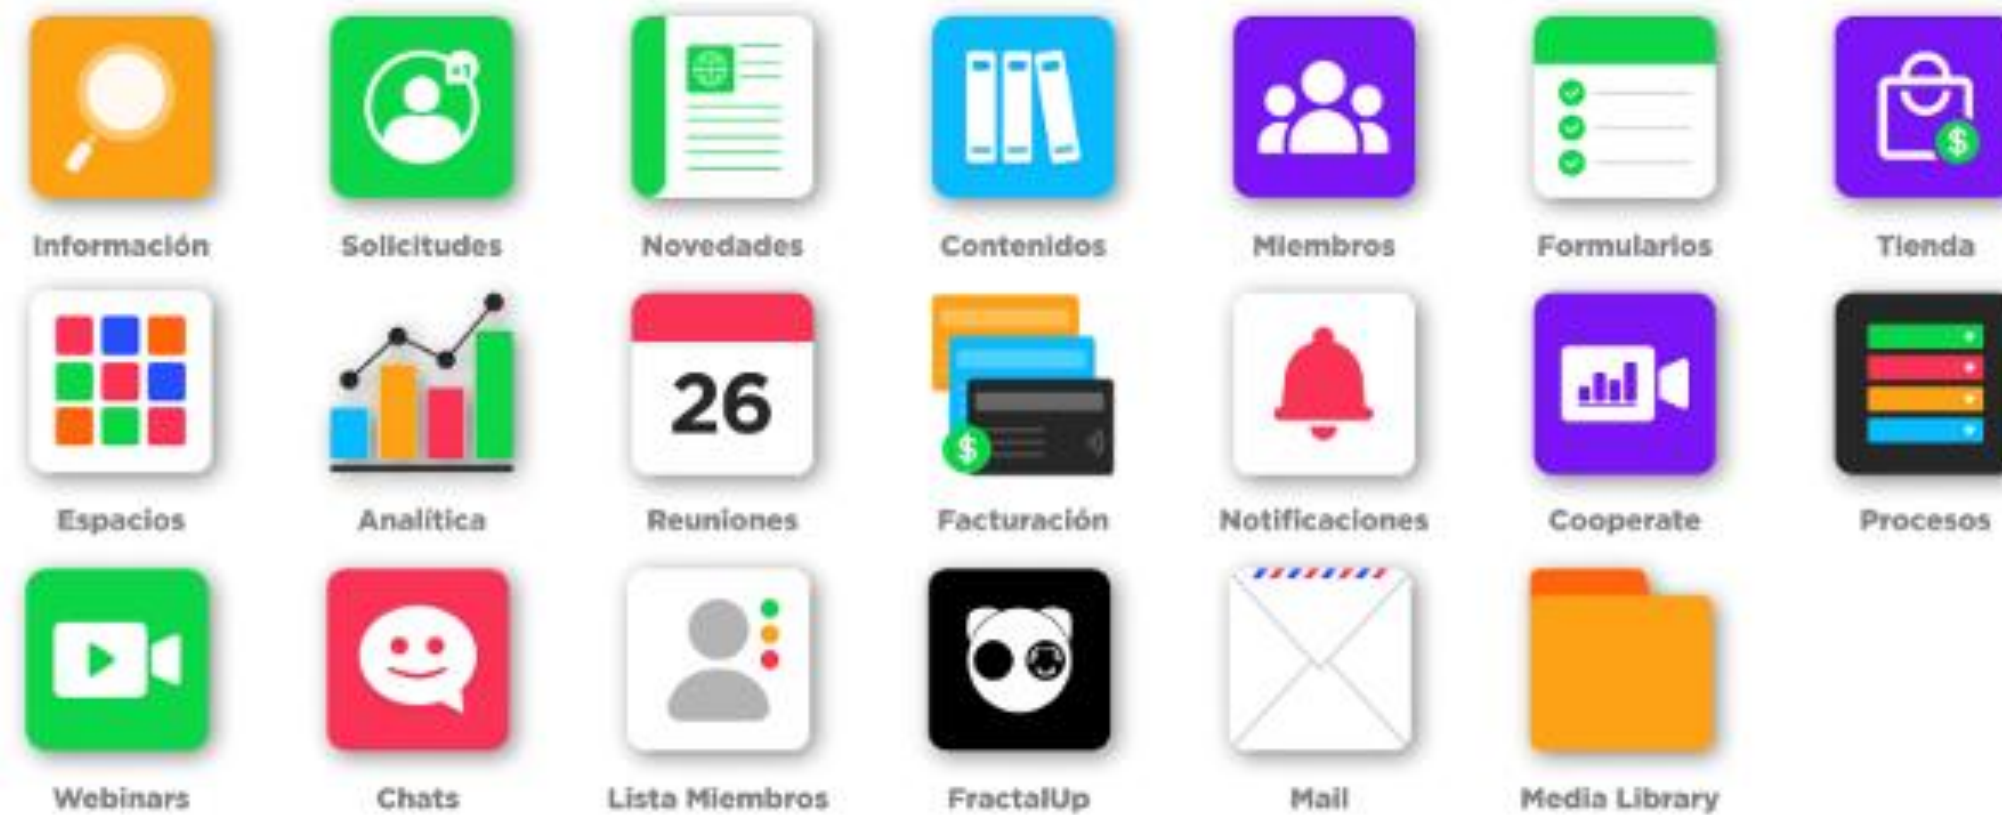 +1
$
Información Solicitudes Novedades Contenidos Miembros Formularios Tienda
26
$
Espacios Analítica Reuniones Facturación Notificaciones Cooperate Procesos
Webinars Chats Lista Miembros FractalUp Mail Media Library